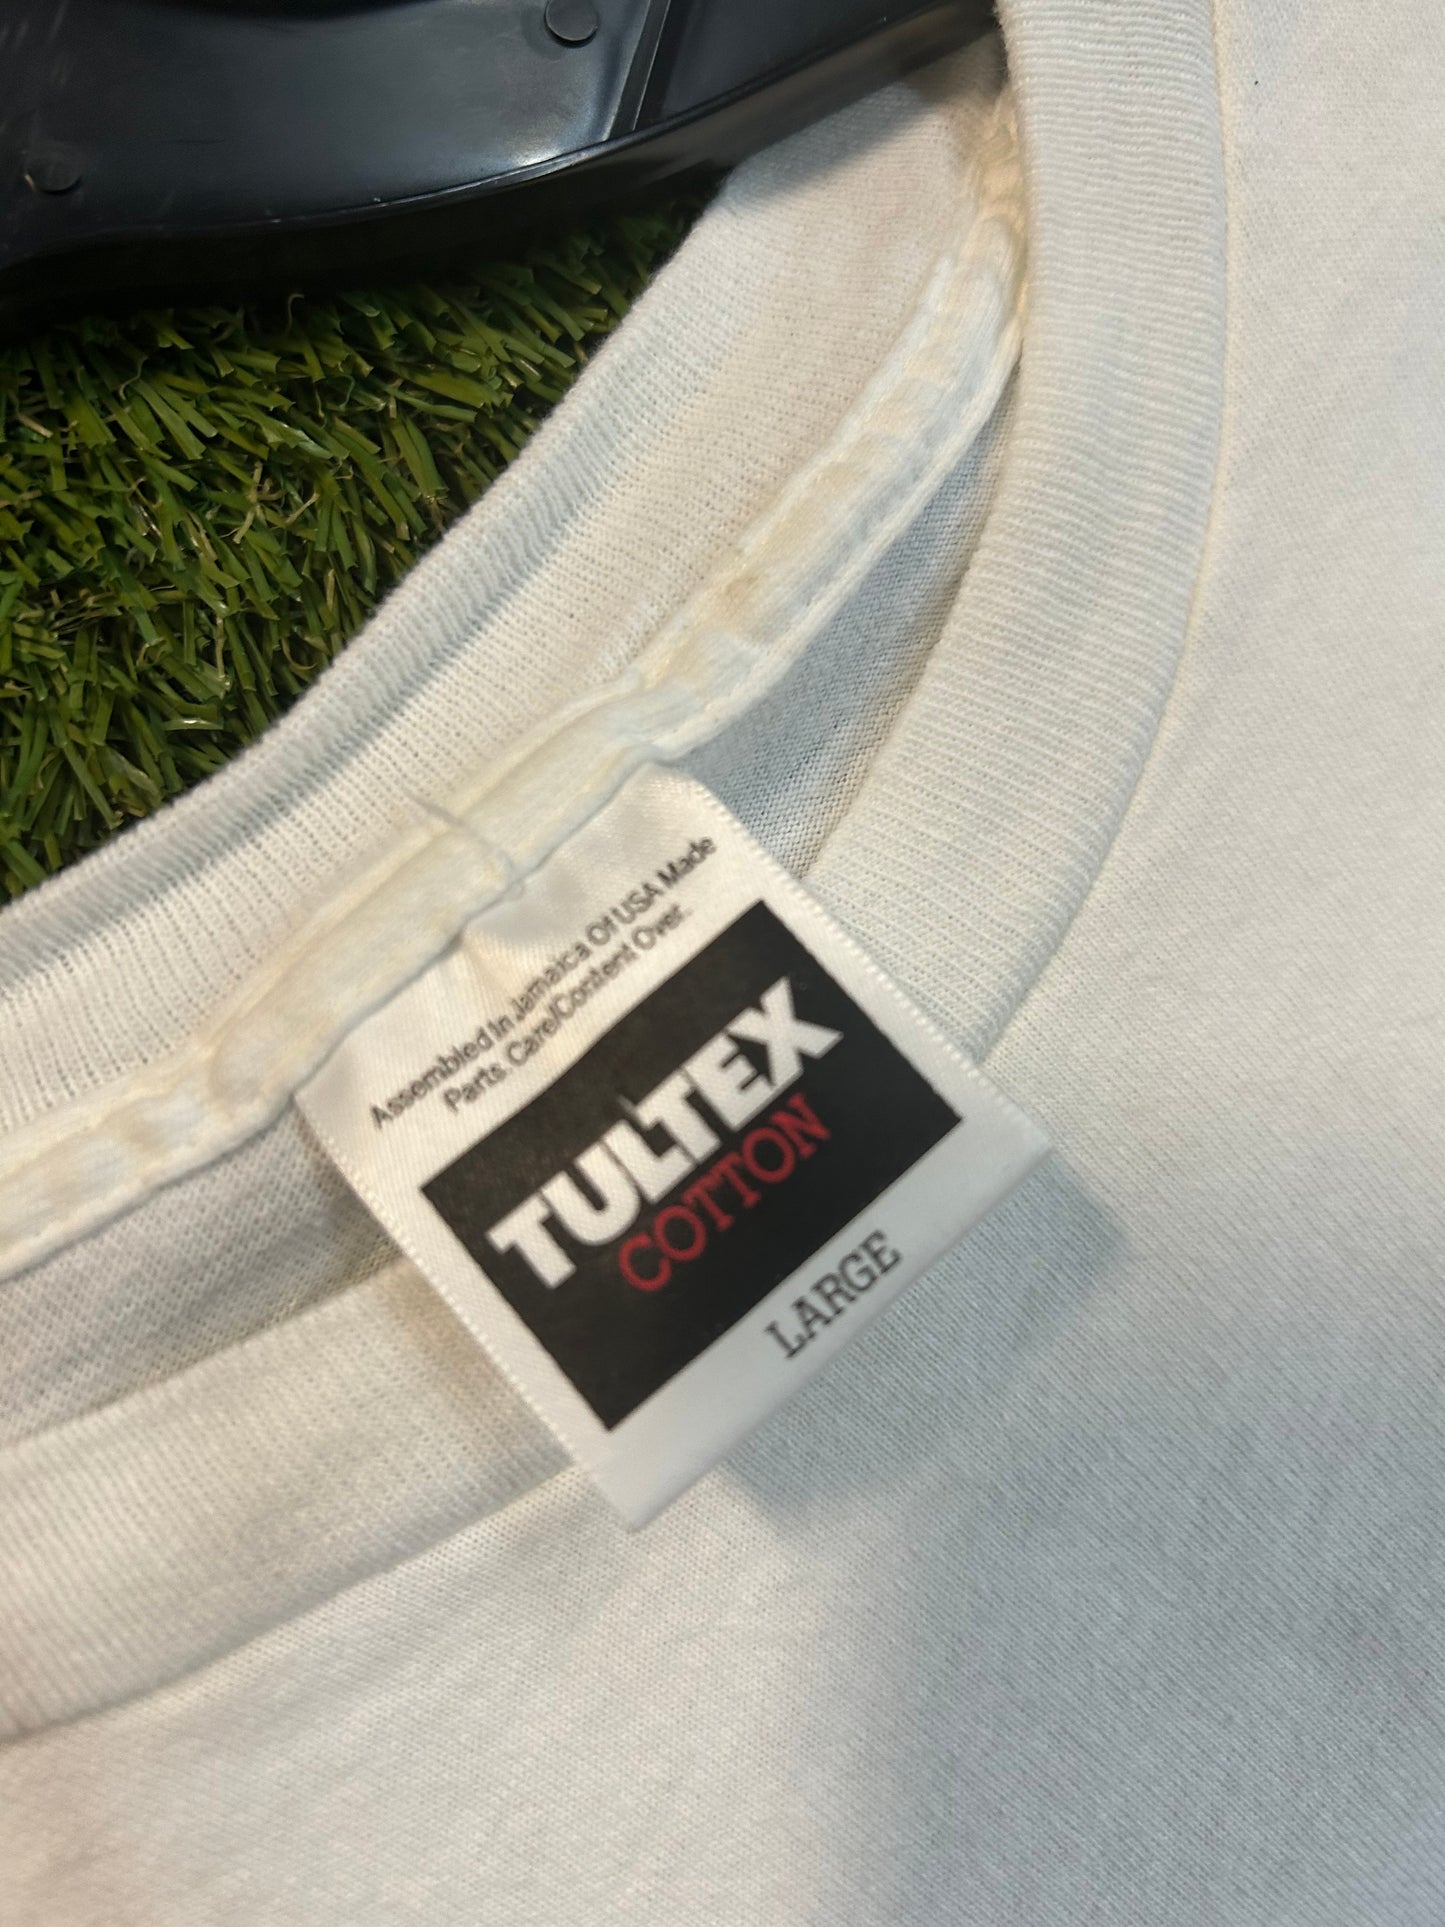 Assembled In Jamaica Of USA Made
Parts. Care/Content Over.
TULTEX
COTTON
LARGE